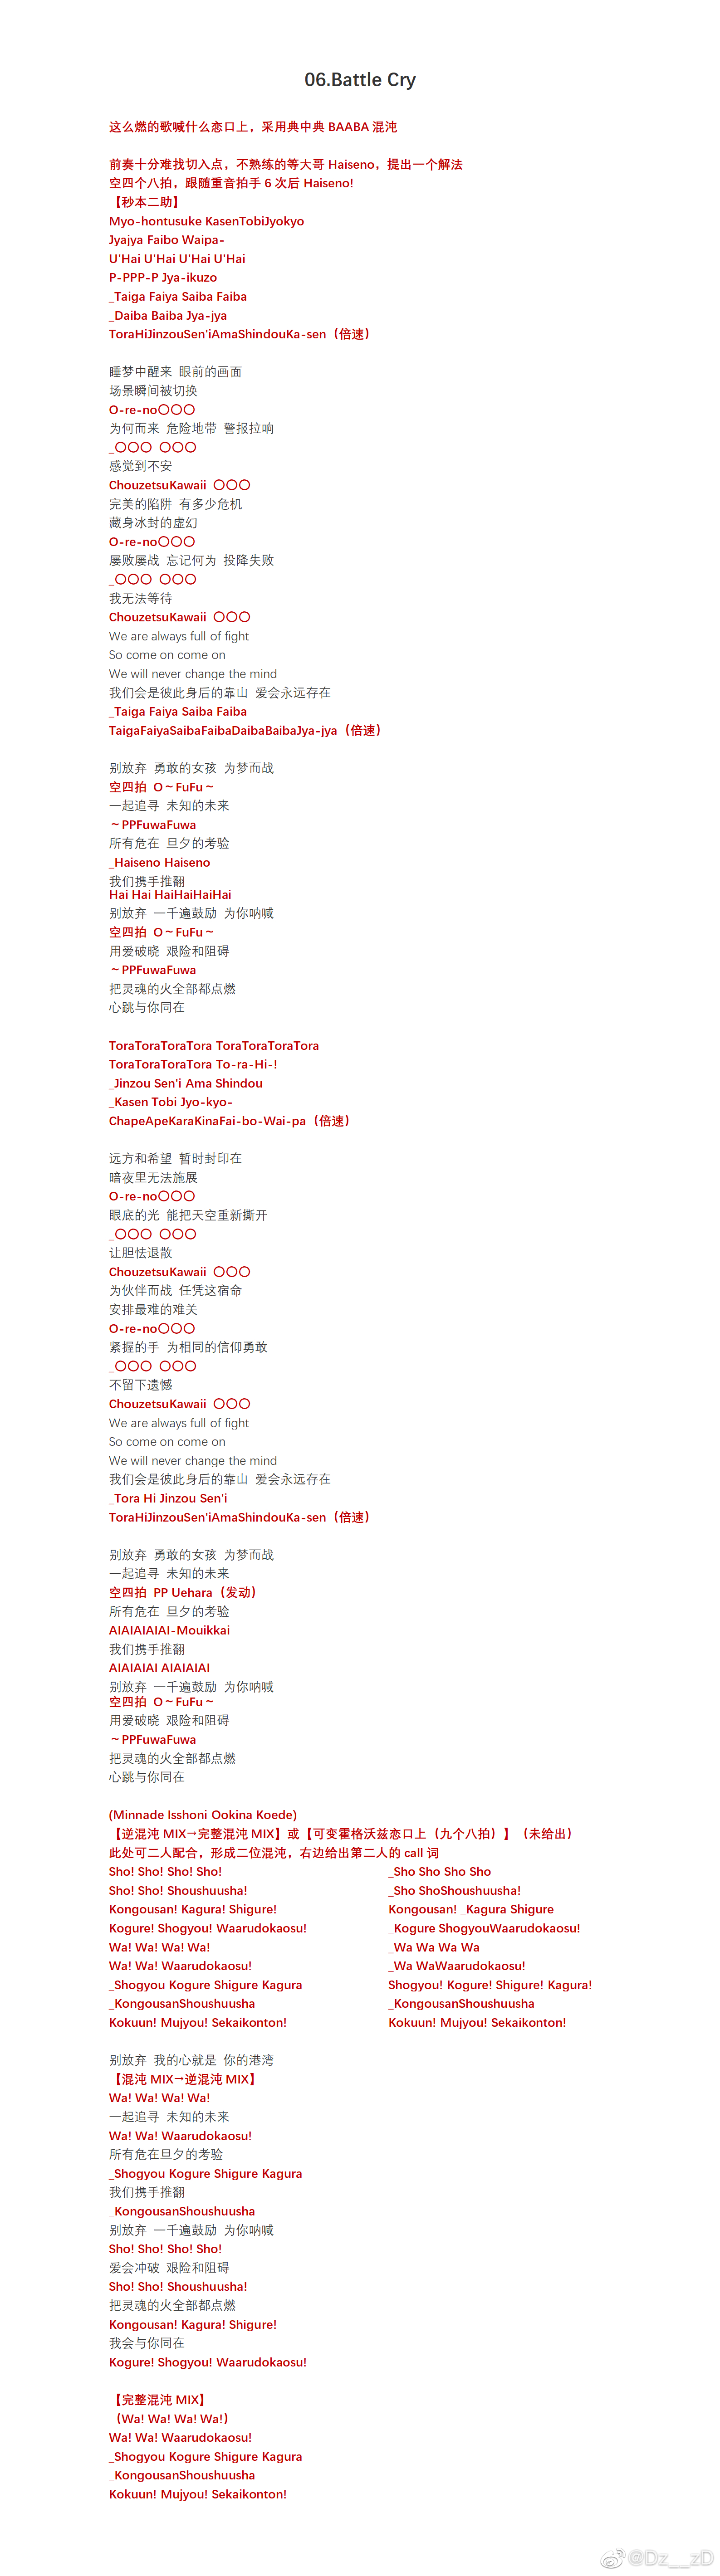 06.Battle Cry
这么燃的歌喊什么恋口上，采用典中典 BAABA 混沌
前奏十分难找切入点，不熟练的等大哥 Haiseno，提出一个解法
空四个八拍，跟随重音拍手 6 次后 Haiseno!
【秒本二助】
Myo-hontusuke KasenTobiJyokyo
Jyajya Faibo Waipa-
U'Hai U'Hai U'Hai U'Hai
P-PPP-P Jya-ikuzo
_Taiga Faiya Saiba Faiba
_Daiba Baiba Jya-jya
ToraHiJinzouSen'iAmaShindouKa-sen（倍速）
睡梦中醒来 眼前的画面
场景瞬间被切换
O-re-no〇〇〇
为何而来 危险地带 警报拉响
_〇〇〇 〇〇〇
感觉到不安
ChouzetsuKawaii 〇〇〇
完美的陷阱 有多少危机
藏身冰封的虚幻
O-re-no〇〇〇
屡败屡战 忘记何为 投降失败
_〇〇〇 〇〇〇
我无法等待
ChouzetsuKawaii 〇〇〇
We are always full of fight
So come on come on
We will never change the mind
我们会是彼此身后的靠山 爱会永远存在
_Taiga Faiya Saiba Faiba
TaigaFaiyaSaibaFaibaDaibaBaibaJya-jya（倍速）
别放弃 勇敢的女孩 为梦而战
空四拍 O～FuFu～
一起追寻 未知的未来
～PPFuwaFuwa
所有危在 旦夕的考验
_Haiseno Haiseno
我们携手推翻
Hai Hai HaiHaiHaiHai
别放弃 一千遍鼓励 为你呐喊
空四拍 O～FuFu～
用爱破晓 艰险和阻碍
～PPFuwaFuwa
把灵魂的火全部都点燃
心跳与你同在
ToraToraToraTora ToraToraToraTora
ToraToraToraTora To-ra-Hi-!
_Jinzou Sen'i Ama Shindou
_Kasen Tobi Jyo-kyo-
ChapeApeKaraKinaFai-bo-Wai-pa（倍速）
远方和希望 暂时封印在
暗夜里无法施展
O-re-no〇〇〇
眼底的光 能把天空重新撕开
_〇〇〇 〇〇〇
让胆怯退散
ChouzetsuKawaii 〇〇〇
为伙伴而战 任凭这宿命
安排最难的难关
O-re-no〇〇〇
紧握的手 为相同的信仰勇敢
_〇〇〇 〇〇〇
不留下遗憾
ChouzetsuKawaii 〇〇〇
We are always full of fight
So come on come on
We will never change the mind
我们会是彼此身后的靠山 爱会永远存在
_Tora Hi Jinzou Sen'i
ToraHiJinzouSen'iAmaShindouKa-sen（倍速）
别放弃 勇敢的女孩 为梦而战
一起追寻 未知的未来
空四拍 PP Uehara（发动）
所有危在 旦夕的考验
AIAIAIAIAI-Mouikkai
我们携手推翻
AIAIAIAI AIAIAIAI
别放弃 一千遍鼓励 为你呐喊
空四拍 O～FuFu～
用爱破晓 艰险和阻碍
～PPFuwaFuwa
把灵魂的火全部都点燃
心跳与你同在
(Minnade Isshoni Ookina Koede)
【逆混沌 MIX→完整混沌 MIX】或【可变霍格沃兹恋口上（九个八拍）】（未给出）
此处可二人配合，形成二位混沌，右边给出第二人的 call 词
Sho! Sho! Sho! Sho! _Sho Sho Sho Sho
Sho! Sho! Shoushuusha! _Sho ShoShoushuusha!
Kongousan! Kagura! Shigure! Kongousan! _Kagura Shigure
Kogure! Shogyou! Waarudokaosu! _Kogure ShogyouWaarudokaosu!
Wa! Wa! Wa! Wa! _Wa Wa Wa Wa
Wa! Wa! Waarudokaosu! _Wa WaWaarudokaosu!
_Shogyou Kogure Shigure Kagura Shogyou! Kogure! Shigure! Kagura!
_KongousanShoushuusha _KongousanShoushuusha
Kokuun! Mujyou! Sekaikonton! Kokuun! Mujyou! Sekaikonton!
别放弃 我的心就是 你的港湾
【混沌 MIX→逆混沌 MIX】
Wa! Wa! Wa! Wa!
一起追寻 未知的未来
Wa! Wa! Waarudokaosu!
所有危在旦夕的考验
_Shogyou Kogure Shigure Kagura
我们携手推翻
_KongousanShoushuusha
别放弃 一千遍鼓励 为你呐喊
Sho! Sho! Sho! Sho!
爱会冲破 艰险和阻碍
Sho! Sho! Shoushuusha!
把灵魂的火全部都点燃
Kongousan! Kagura! Shigure!
我会与你同在
Kogure! Shogyou! Waarudokaosu!
【完整混沌 MIX】
（Wa! Wa! Wa! Wa!）
Wa! Wa! Waarudokaosu!
_Shogyou Kogure Shigure Kagura
_KongousanShoushuusha
Kokuun! Mujyou! Sekaikonton!
@Dz__zD